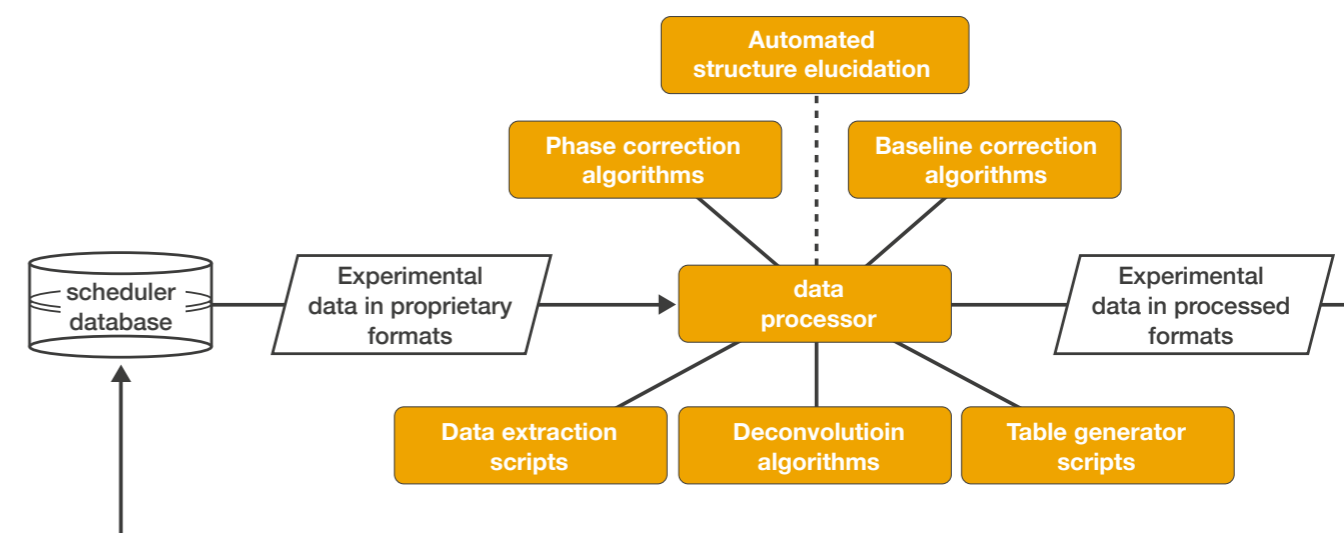 Automated
structure elucidation
Phase correction
algorithms
Baseline correction
algorithms
scheduler
database
Experimental
data in proprietary
formats
data
processor
Experimental
data in processed
formats
Data extraction
scripts
Deconvolutioin
algorithms
Table generator
scripts